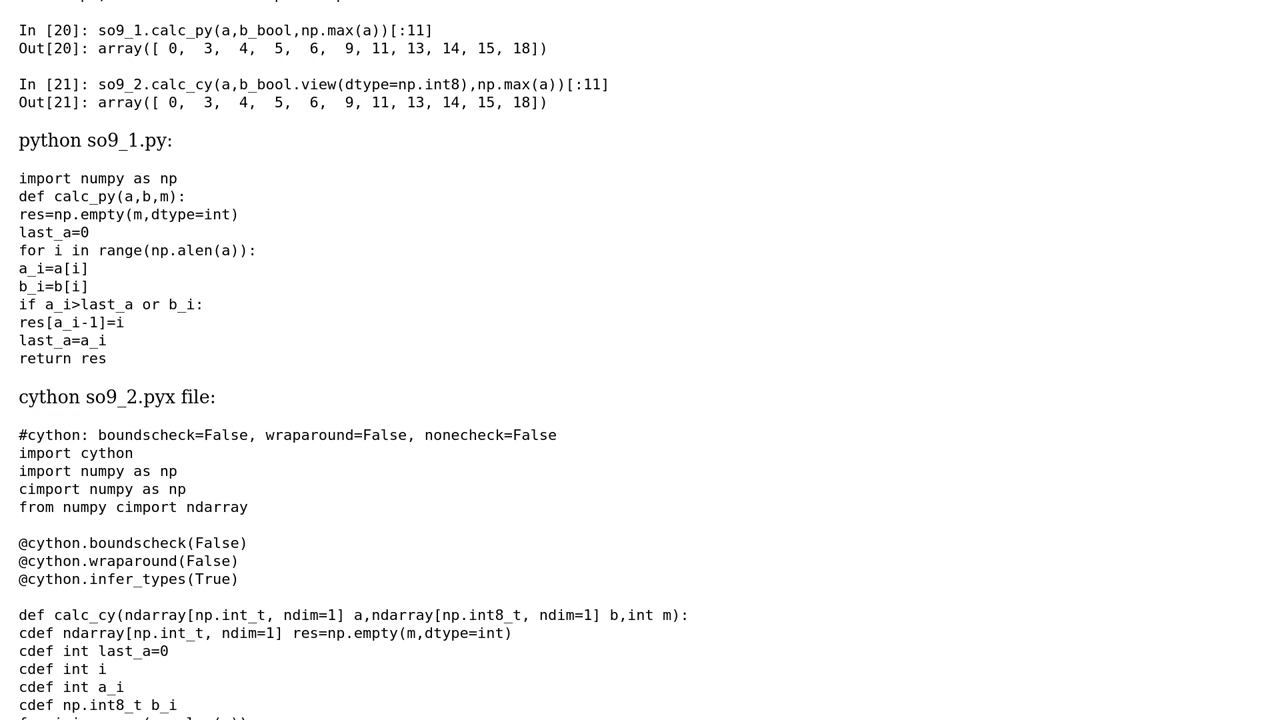 In [20]: so9_1.calc_py(a,b_bool,np.max(a))[:11]
Out[20]: array([ 0,  3,  4,  5,  6,  9, 11, 13, 14, 15, 18])
In [21]: so9_2.calc_cy(a,b_bool.view(dtype=np.int8),np.max(a))[:11]
Out[21]: array([ 0,  3,  4,  5,  6,  9, 11, 13, 14, 15, 18])
python so9_1.py:
import numpy as np
def calc_py(a,b,m):
res=np.empty(m,dtype=int)
last_a=0
for i in range(np.alen(a)):
a_i=a[i]
b_i=b[i]
if a_i>last_a or b_i:
res[a_i-1]=i
last_a=a_i
return res
cython so9_2.pyx file:
#cython: boundscheck=False, wraparound=False, nonecheck=False
import cython
import numpy as np
cimport numpy as np
from numpy cimport ndarray
@cython.boundscheck(False)
@cython.wraparound(False)
@cython.infer_types(True)
def calc_cy(ndarray[np.int_t, ndim=1] a,ndarray[np.int8_t, ndim=1] b,int m):
cdef ndarray[np.int_t, ndim=1] res=np.empty(m,dtype=int)
cdef int last_a=0
cdef int i
cdef int a_i
cdef np.int8_t b_i